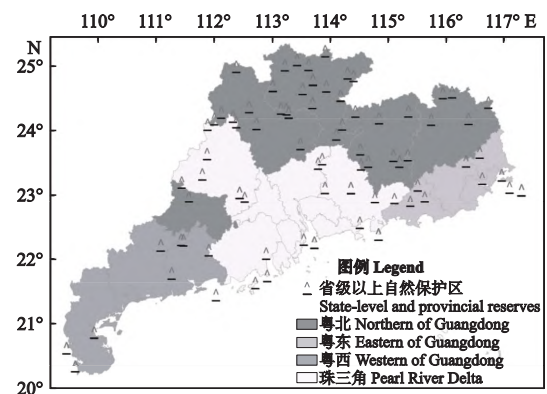 110° 111° 112° 113° 114° 115° 116° 117° E
N
25°
24°
23°
22°
21°
20°
图例 Legend
省级以上自然保护区
State-level and provincial reserves
粤北 Northern of Guangdong
粤东 Eastern of Guangdong
粤西 Western of Guangdong
珠三角 Pearl River Delta